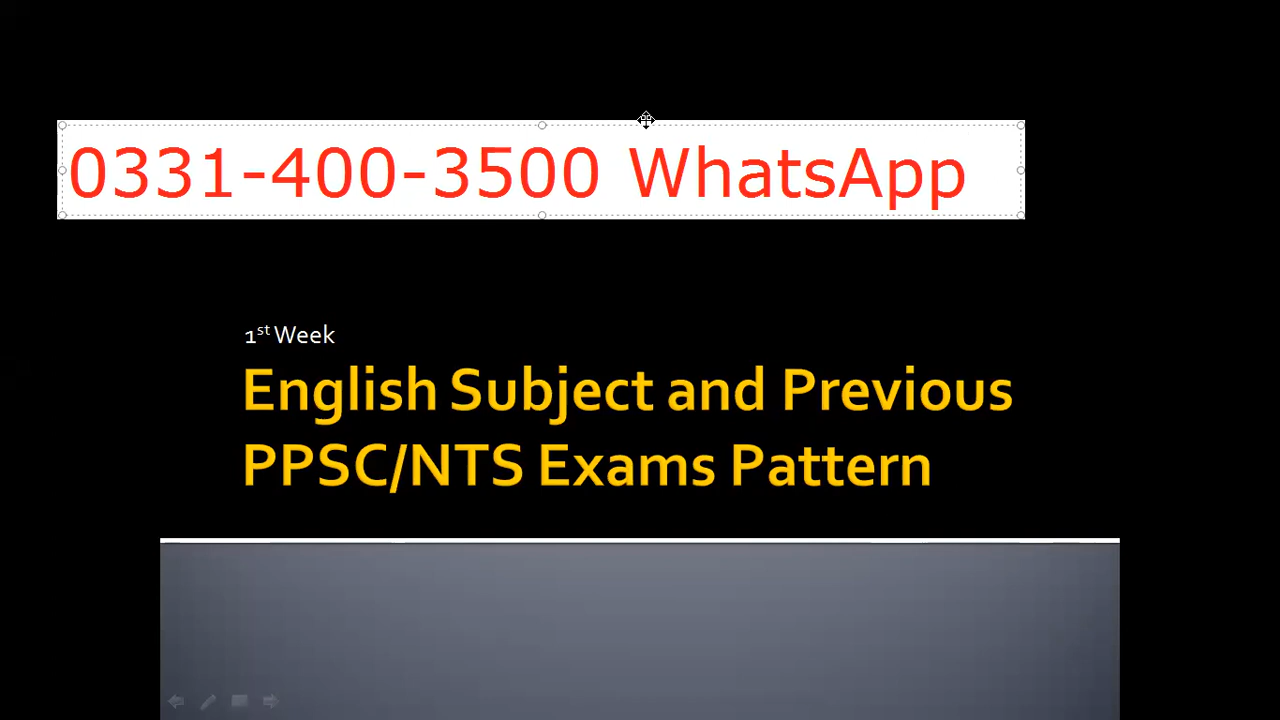 0331-400-3500 WhatsApp
1st Week
English Subject and Previous
PPSC/NTS Exams Pattern